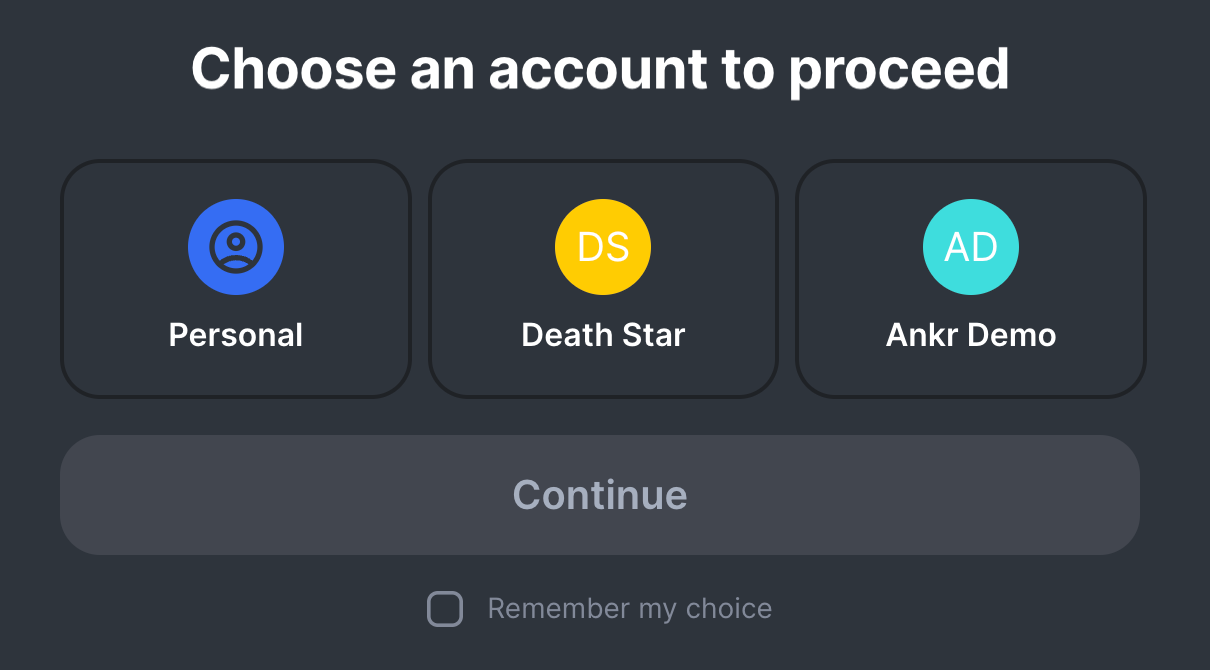 Choose an account to proceed
DS
AD
Personal
Death Star
Ankr Demo
Continue
Remember my choice